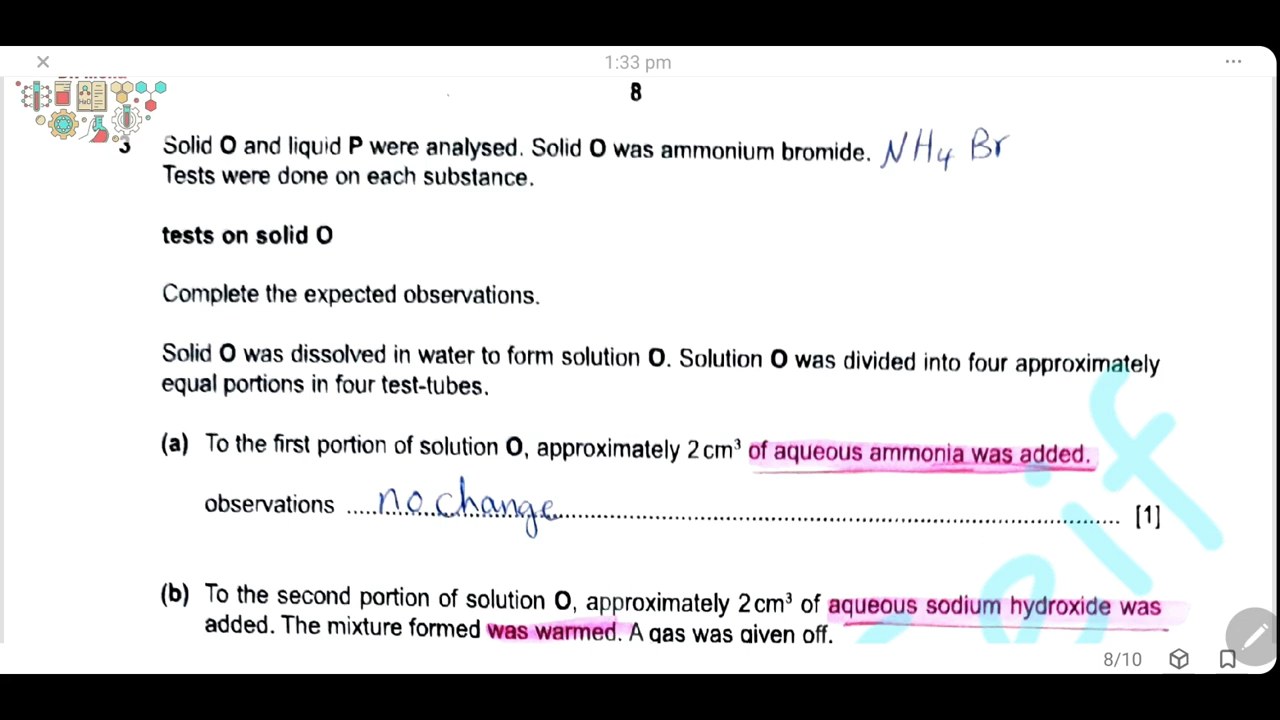 1:33 pm
8
3 Solid O and liquid P were analysed. Solid O was ammonium bromide. NH4 Br
Tests were done on each substance.
tests on solid O
Complete the expected observations.
Solid O was dissolved in water to form solution O. Solution O was divided into four approximately
equal portions in four test-tubes.
(a) To the first portion of solution O, approximately 2 cm³ of aqueous ammonia was added.
observations ..... no change ..... [1]
(b) To the second portion of solution O, approximately 2 cm³ of aqueous sodium hydroxide was
added. The mixture formed was warmed. A gas was given off.
8/10